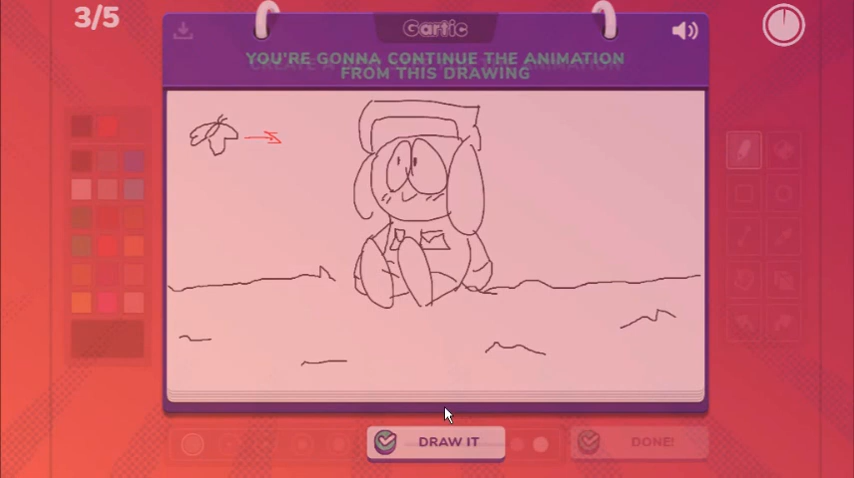 3/5
Gartic
YOU'RE GONNA CONTINUE THE ANIMATION
FROM THIS DRAWING
DRAW IT
DONE!